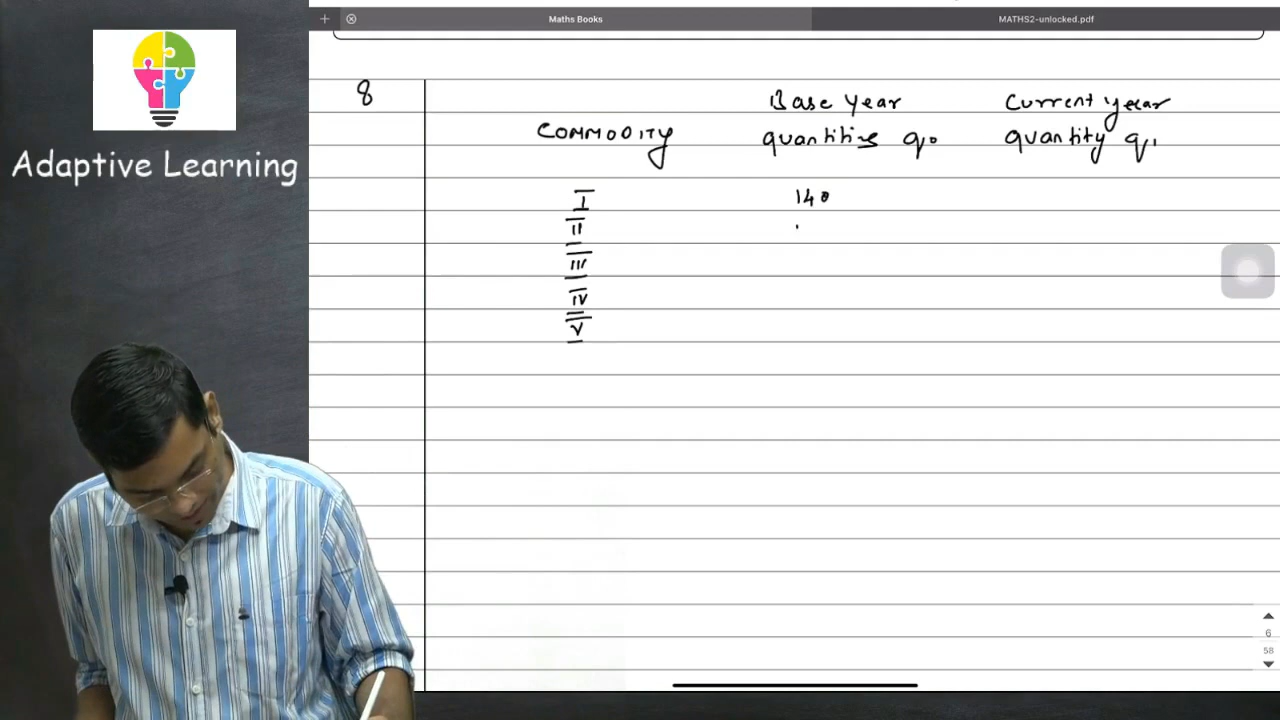 Maths Books
MATHS2-unlocked.pdf
Adaptive Learning
8
COMMODITY
Base year
quantities q0
Current year
quantity q1
I
140
II
III
IV
V
6
58